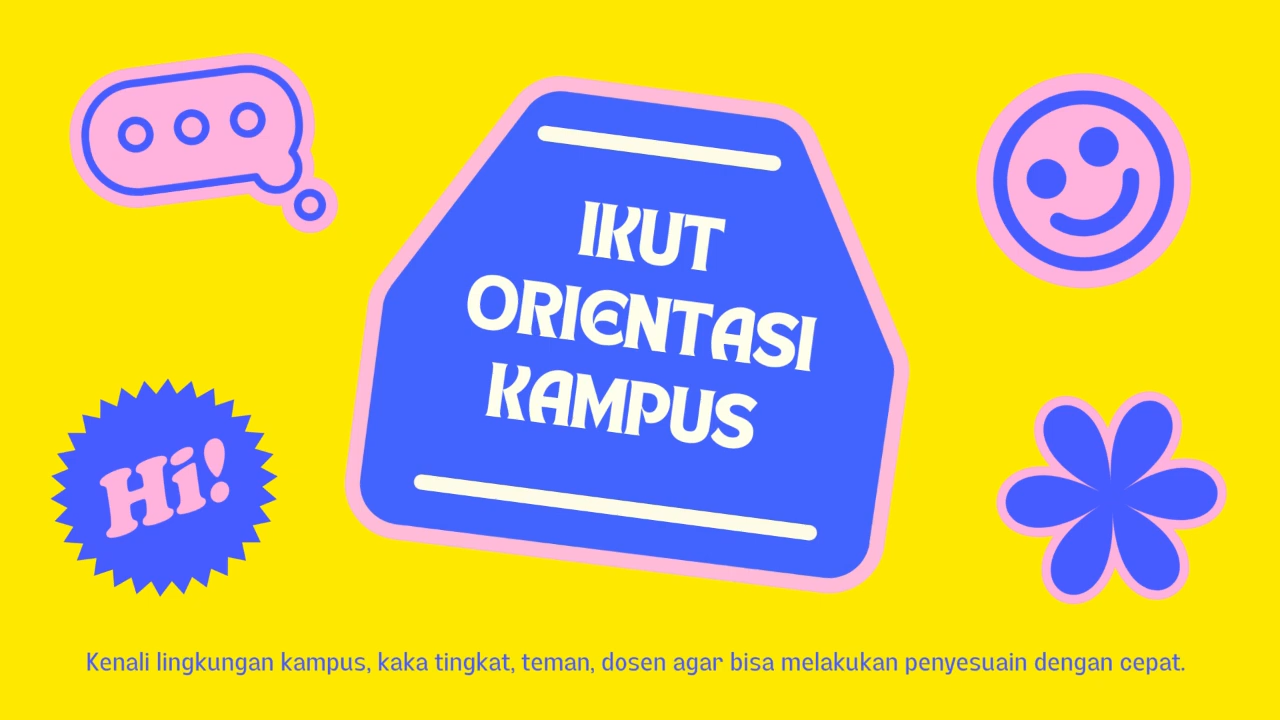 IKUT
ORIENTASI
KAMPUS
Hi!
Kenali lingkungan kampus, kaka tingkat, teman, dosen agar bisa melakukan penyesuain dengan cepat.